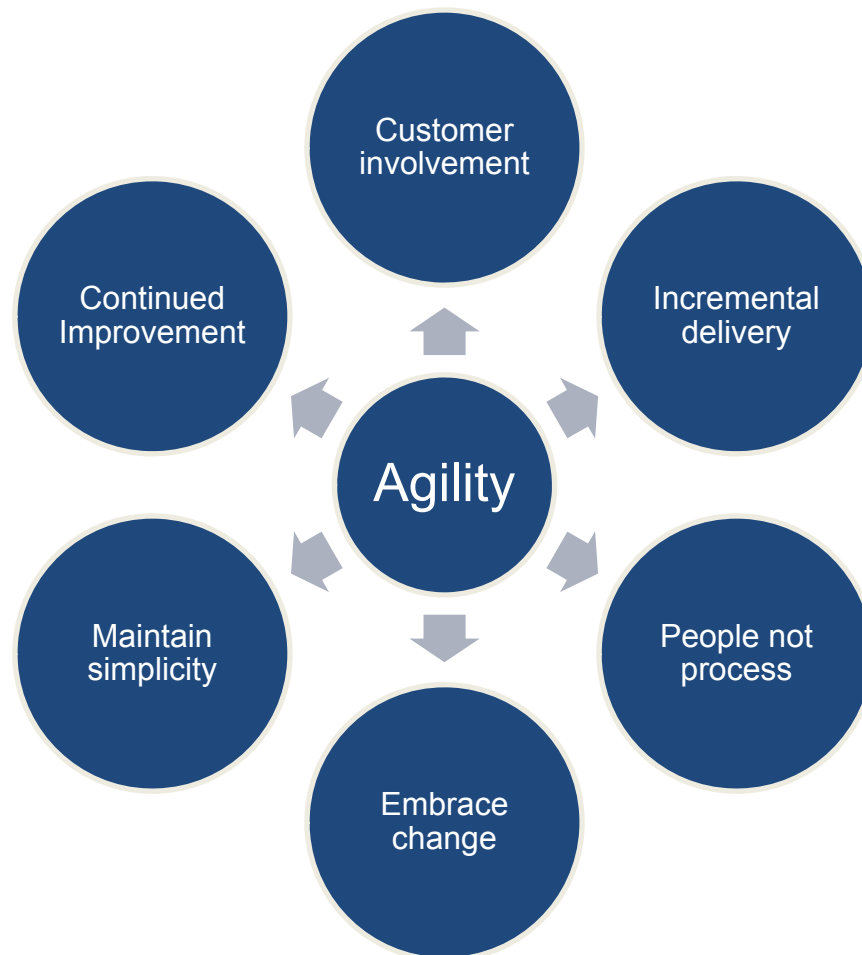 Customer
involvement
Continued
Improvement
Incremental
delivery
Agility
Maintain
simplicity
People not
process
Embrace
change